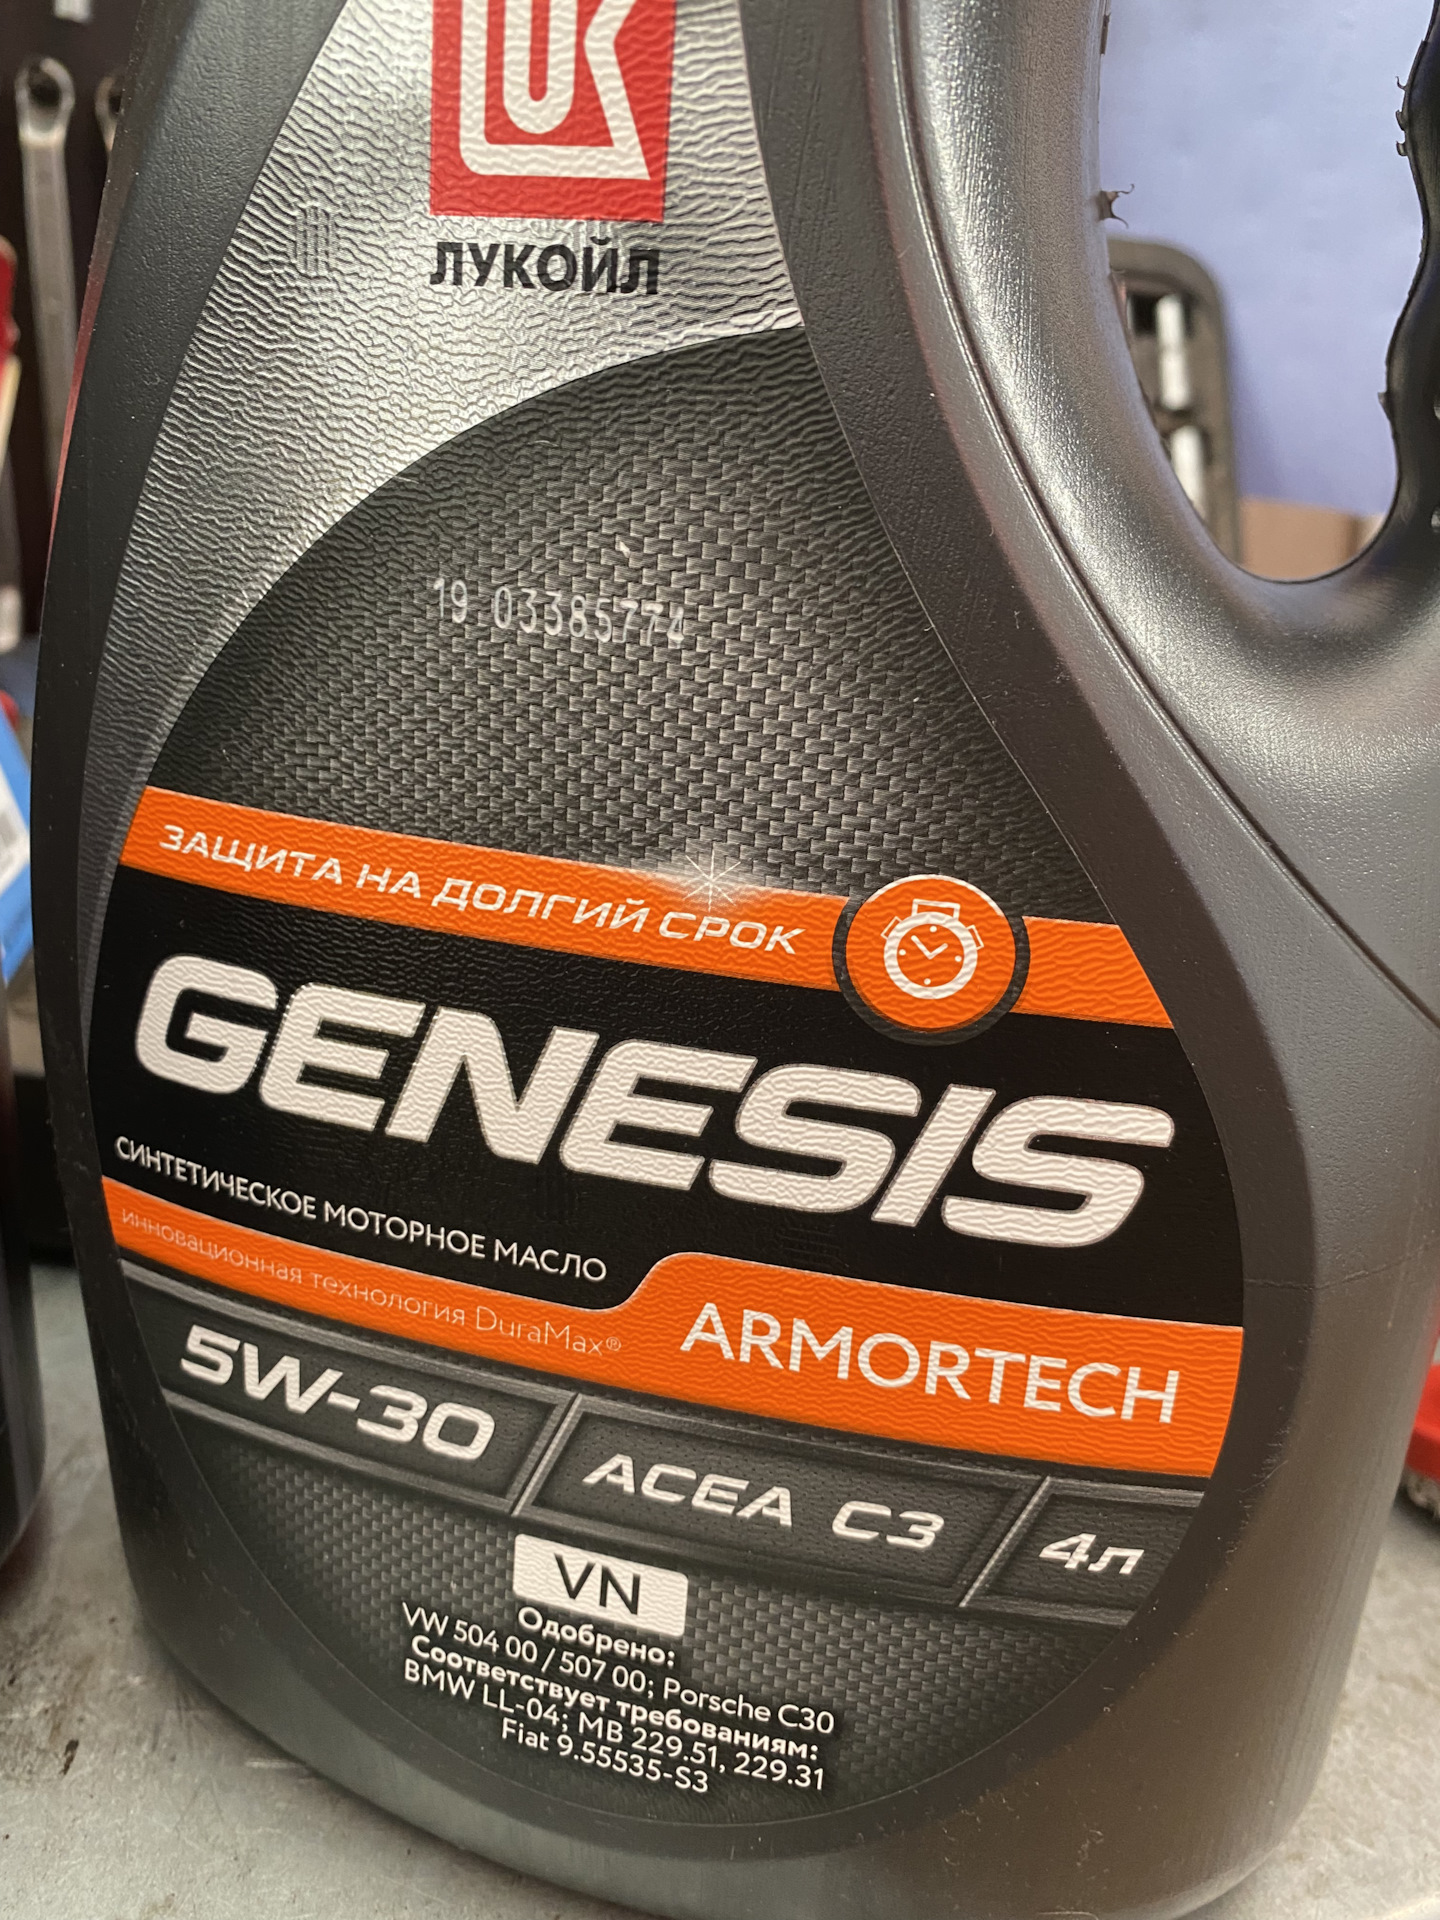 ЛУКОЙЛ
19 03385774
ЗАЩИТА НА ДОЛГИЙ СРОК
GENESIS
СИНТЕТИЧЕСКОЕ МОТОРНОЕ МАСЛО
инновационная технология DuraMax®
ARMORTECH
5W-30
ACEA C3
4л
VN
Одобрено:
VW 504 00 / 507 00; Porsche C30
Соответствует требованиям:
BMW LL-04; MB 229.51, 229.31
Fiat 9.55535-S3